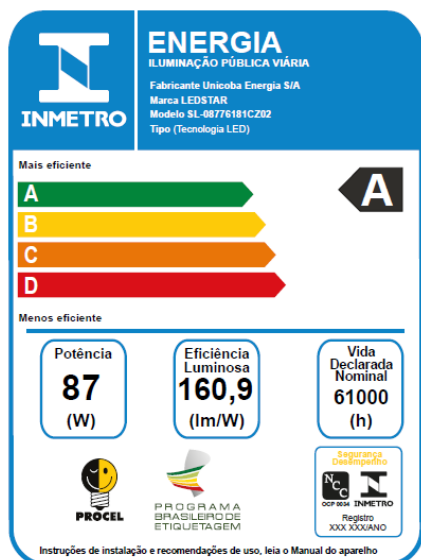 INMETRO
ENERGIA
ILUMINAÇÃO PÚBLICA VIÁRIA
Fabricante Unicoba Energia S/A
Marca LEDSTAR
Modelo SL-08776181CZ02
Tipo (Tecnologia LED)
Mais eficiente
A
A
B
C
D
Menos eficiente
Potência
87
(W)
Eficiência
Luminosa
160,9
(lm/W)
Vida
Declarada
Nominal
61000
(h)
PROCEL
PROGRAMA
BRASILEIRO DE
ETIQUETAGEM
Segurança
Desempenho
NCC
OCP 0034
INMETRO
Registro
XXX XXX/ANO
Instruções de instalação e recomendações de uso, leia o Manual do aparelho